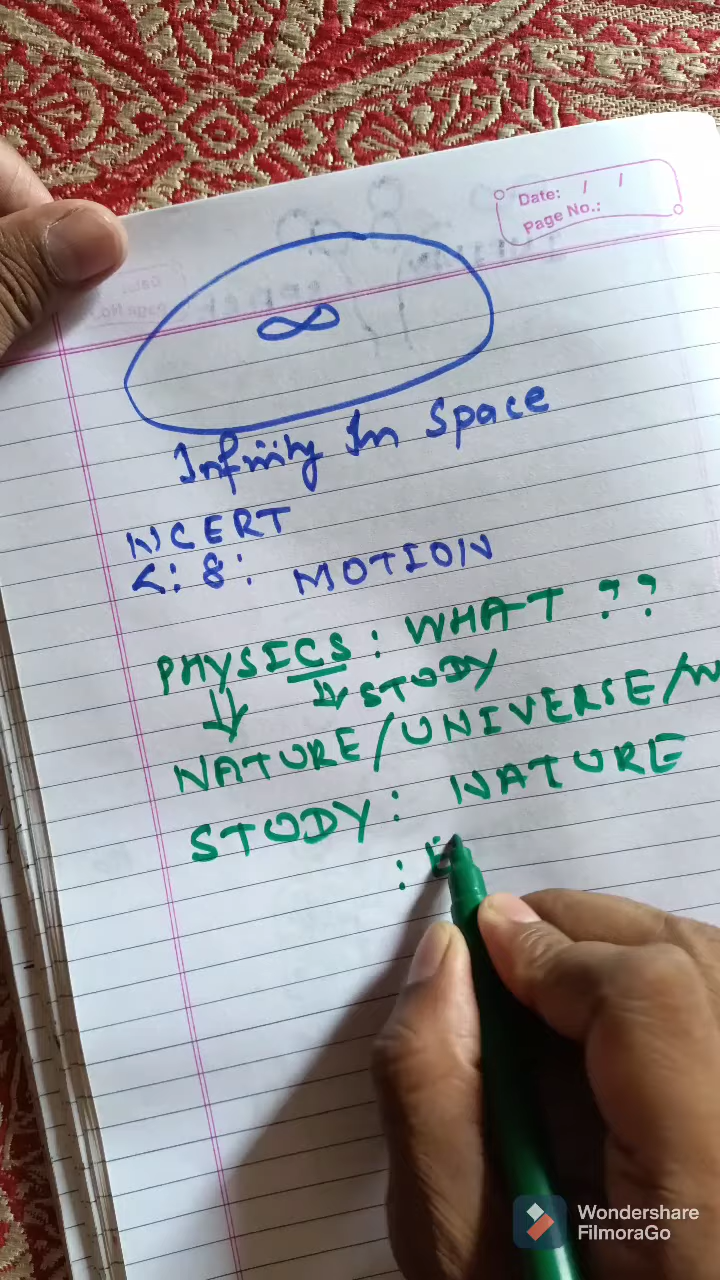 Date: / /
Page No.:
∞
Infinity In Space
NCERT
<: 8: MOTION
PHYSICS: WHAT ??
STUDY
NATURE/UNIVERSE/
STUDY: NATURE
:
Wondershare
FilmoraGo